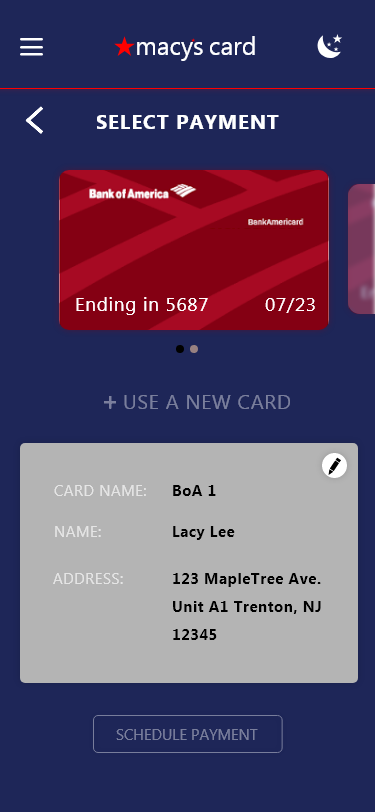 ★macy's card
SELECT PAYMENT
Bank of America
BankAmericard
Ending in 5687 07/23
+ USE A NEW CARD
CARD NAME: BoA 1
NAME: Lacy Lee
ADDRESS: 123 MapleTree Ave.
Unit A1 Trenton, NJ
12345
SCHEDULE PAYMENT